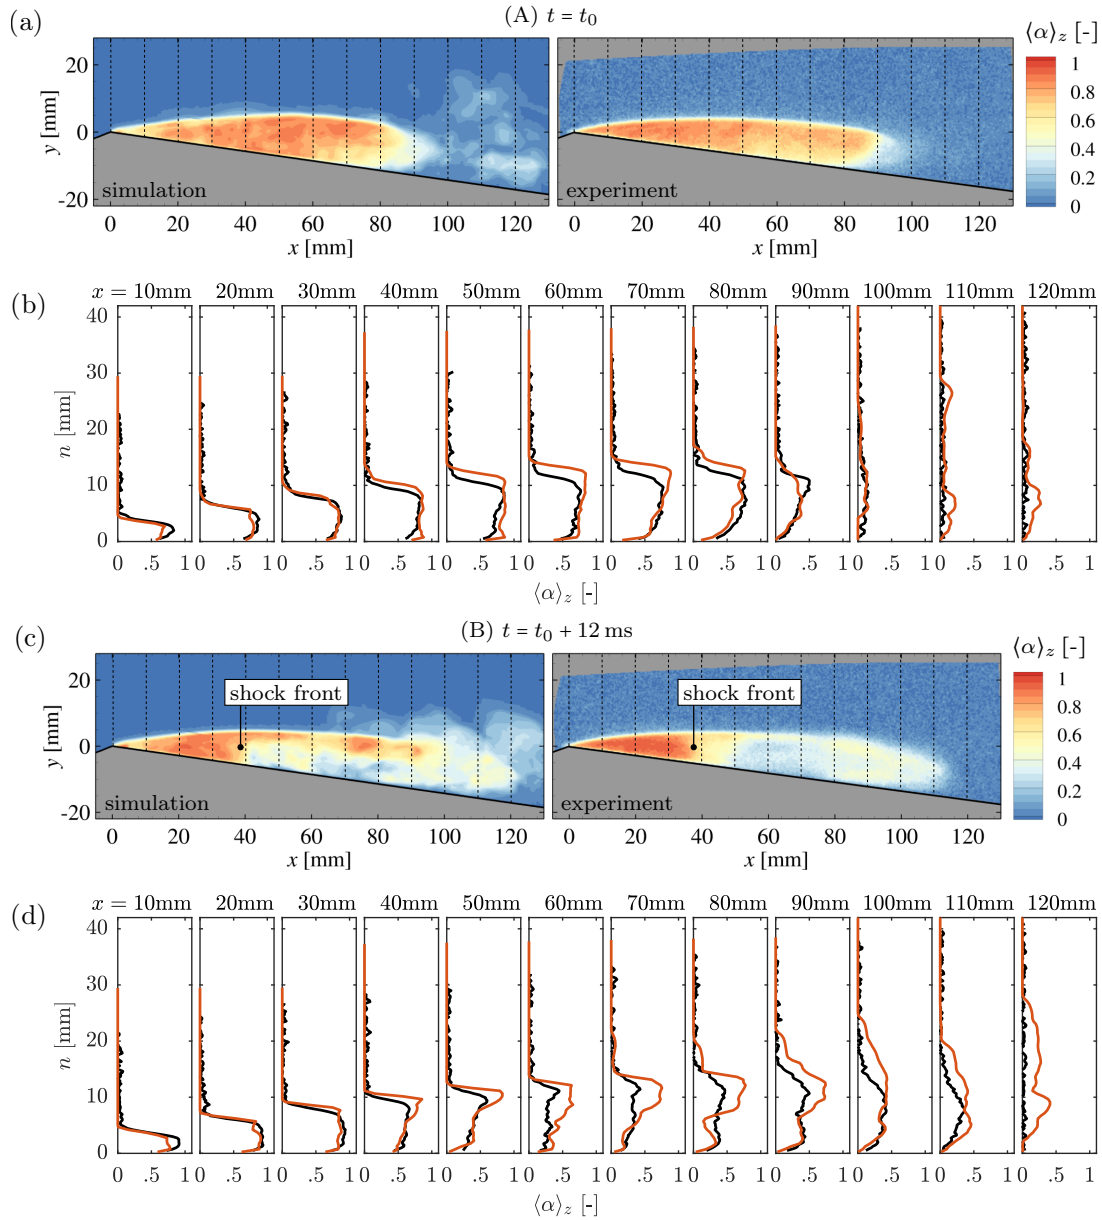 (A) t = t0
(a)
⟨α⟩z [-]
20
0
-20
y [mm]
simulation
experiment
1
0.8
0.6
0.4
0.2
0
0 20 40 60 80 100 120
0 20 40 60 80 100 120
x [mm]
x [mm]
(b)
x = 10mm 20mm 30mm 40mm 50mm 60mm 70mm 80mm 90mm 100mm 110mm 120mm
40
30
20
10
0
n [mm]
0 .5 1 0 .5 1 0 .5 1 0 .5 1 0 .5 1 0 .5 1 0 .5 1 0 .5 1 0 .5 1 0 .5 1 0 .5 1 0 .5 1
⟨α⟩z [-]
(B) t = t0 + 12 ms
(c)
⟨α⟩z [-]
20
0
-20
y [mm]
shock front
shock front
simulation
experiment
1
0.8
0.6
0.4
0.2
0
0 20 40 60 80 100 120
0 20 40 60 80 100 120
x [mm]
x [mm]
(d)
x = 10mm 20mm 30mm 40mm 50mm 60mm 70mm 80mm 90mm 100mm 110mm 120mm
40
30
20
10
0
n [mm]
0 .5 1 0 .5 1 0 .5 1 0 .5 1 0 .5 1 0 .5 1 0 .5 1 0 .5 1 0 .5 1 0 .5 1 0 .5 1 0 .5 1
⟨α⟩z [-]